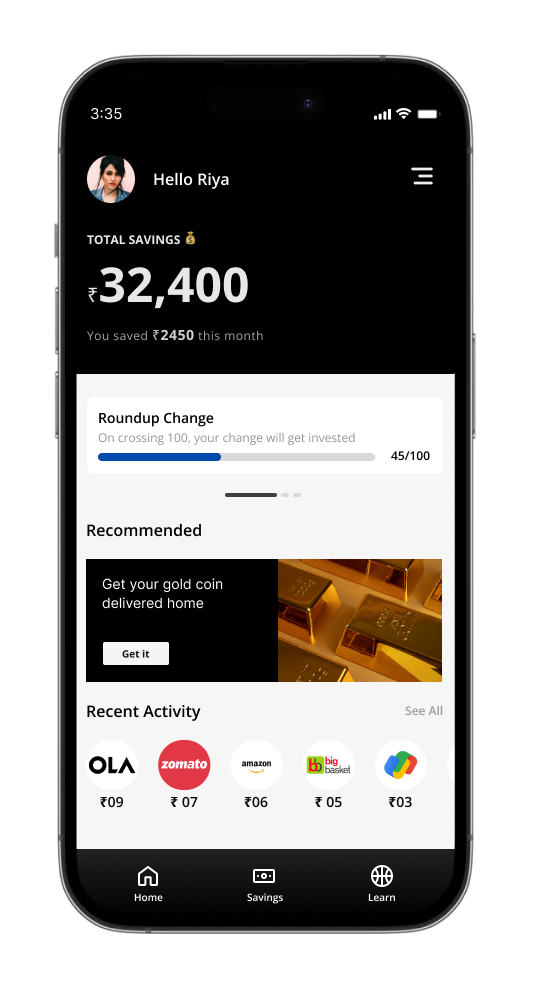 3:35
Hello Riya
TOTAL SAVINGS 💰
₹32,400
You saved ₹2450 this month
Roundup Change
On crossing 100, your change will get invested
45/100
Recommended
Get your gold coin
delivered home
Get it
Recent Activity
See All
OLA
zomato
amazon
bb big
basket
₹09
₹ 07
₹06
₹ 05
₹03
Home
Savings
Learn